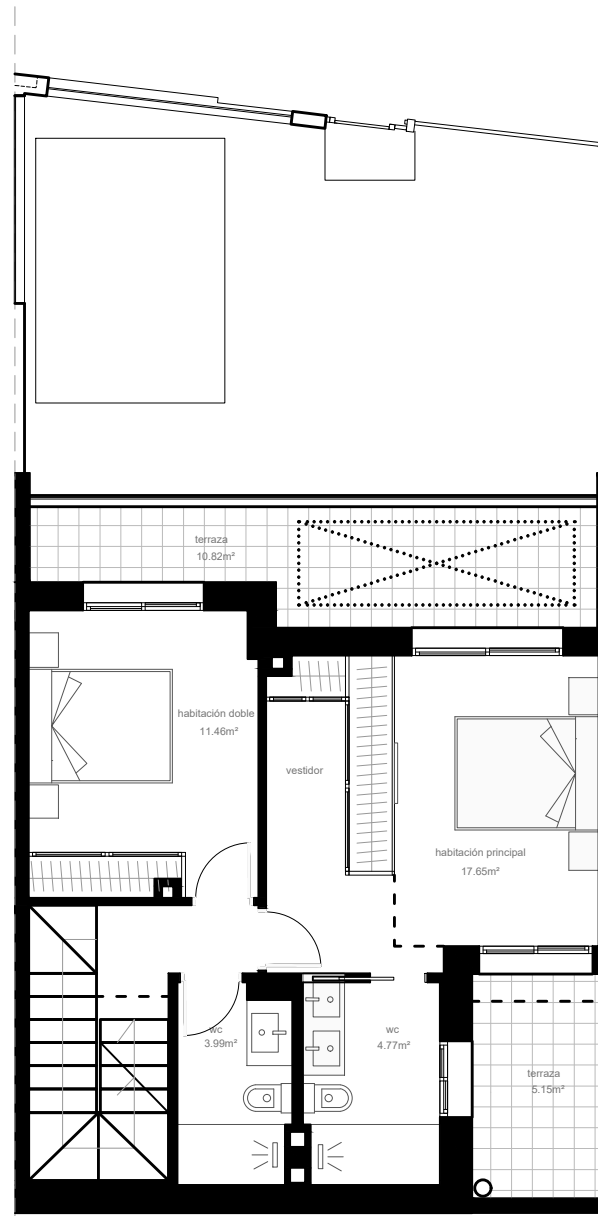 terraza
10.82m²
habitación doble
11.46m²
vestidor
habitación principal
17.65m²
wc
3.99m²
wc
4.77m²
terraza
5.15m²